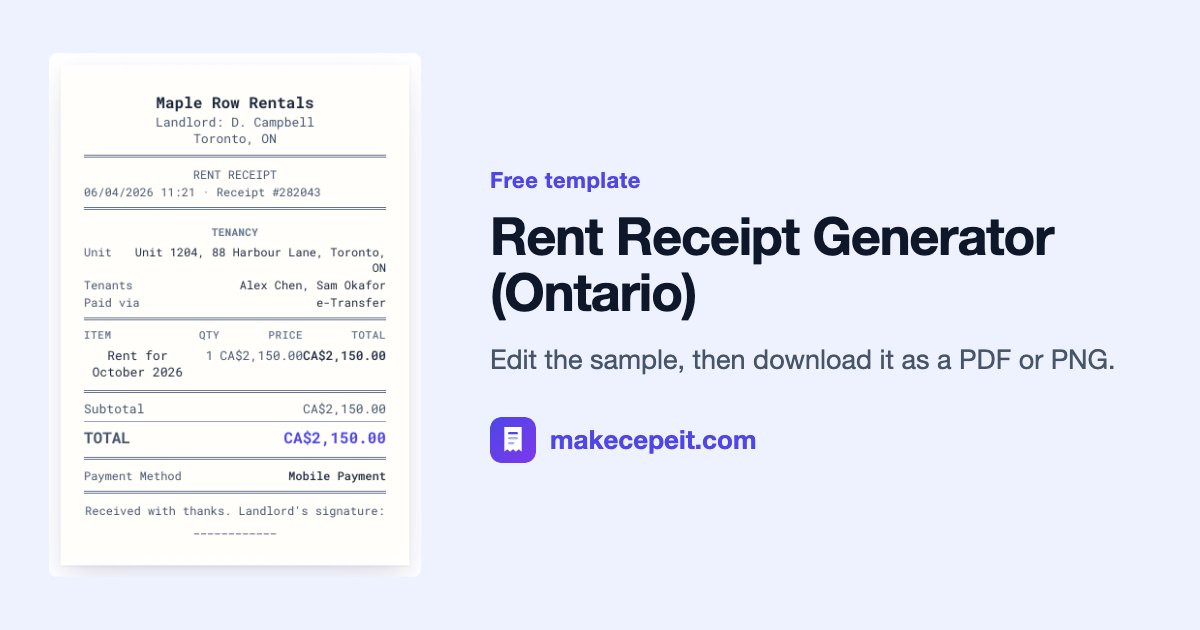 Maple Row Rentals
Landlord: D. Campbell
Toronto, ON
RENT RECEIPT
06/04/2026 11:21 · Receipt #282043
TENANCY
Unit Unit 1204, 88 Harbour Lane, Toronto,
ON
Tenants Alex Chen, Sam Okafor
Paid via e-Transfer
ITEM QTY PRICE TOTAL
Rent for 1 CA$2,150.00 CA$2,150.00
October 2026
Subtotal CA$2,150.00
TOTAL CA$2,150.00
Payment Method Mobile Payment
Received with thanks. Landlord's signature:
____________
Free template
Rent Receipt Generator
(Ontario)
Edit the sample, then download it as a PDF or PNG.
makecepeit.com